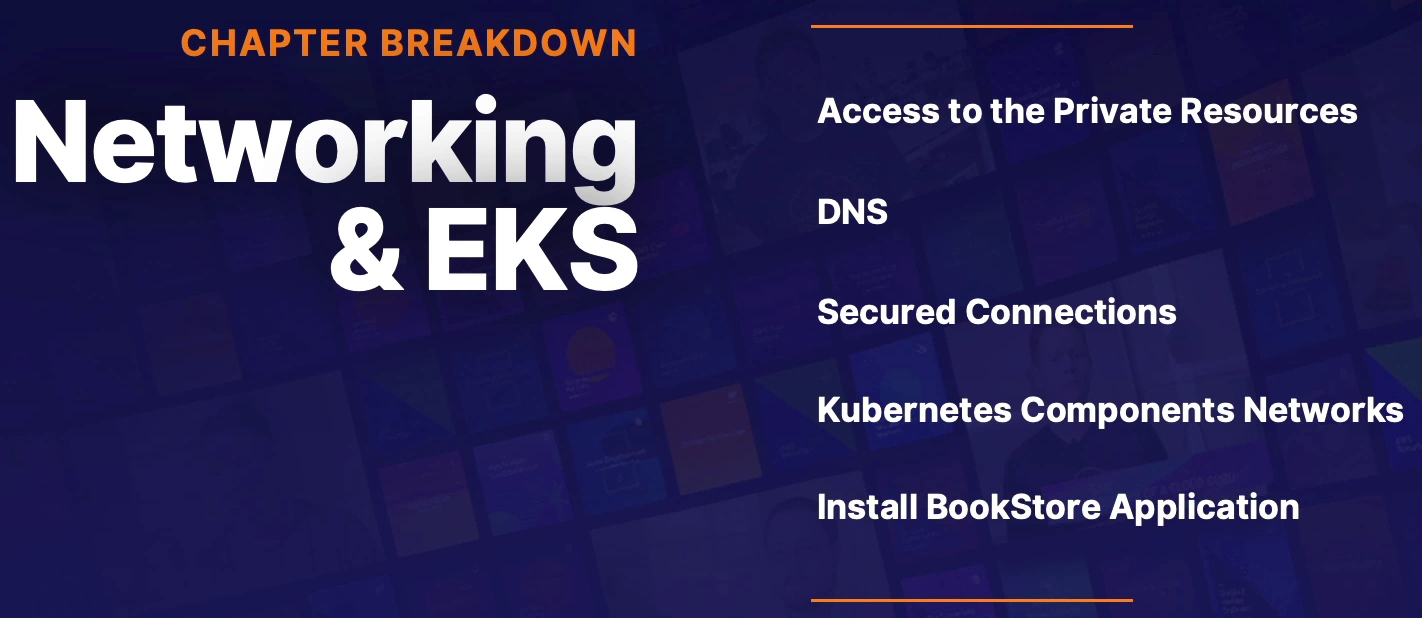 CHAPTER BREAKDOWN
Networking
& EKS
Access to the Private Resources
DNS
Secured Connections
Kubernetes Components Networks
Install BookStore Application